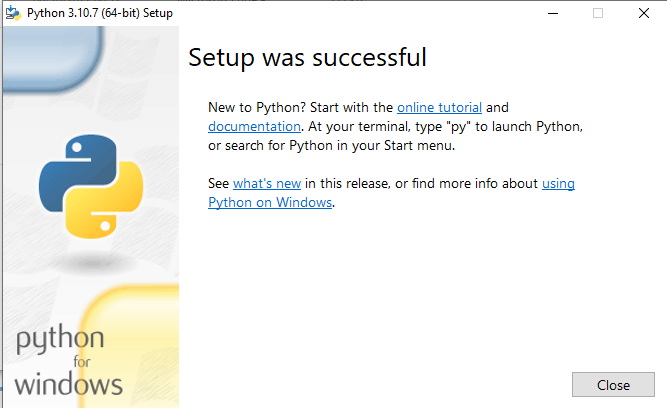 Python 3.10.7 (64-bit) Setup
Setup was successful
New to Python? Start with the online tutorial and
documentation. At your terminal, type "py" to launch Python,
or search for Python in your Start menu.
See what's new in this release, or find more info about using
Python on Windows.
python
for
windows
Close